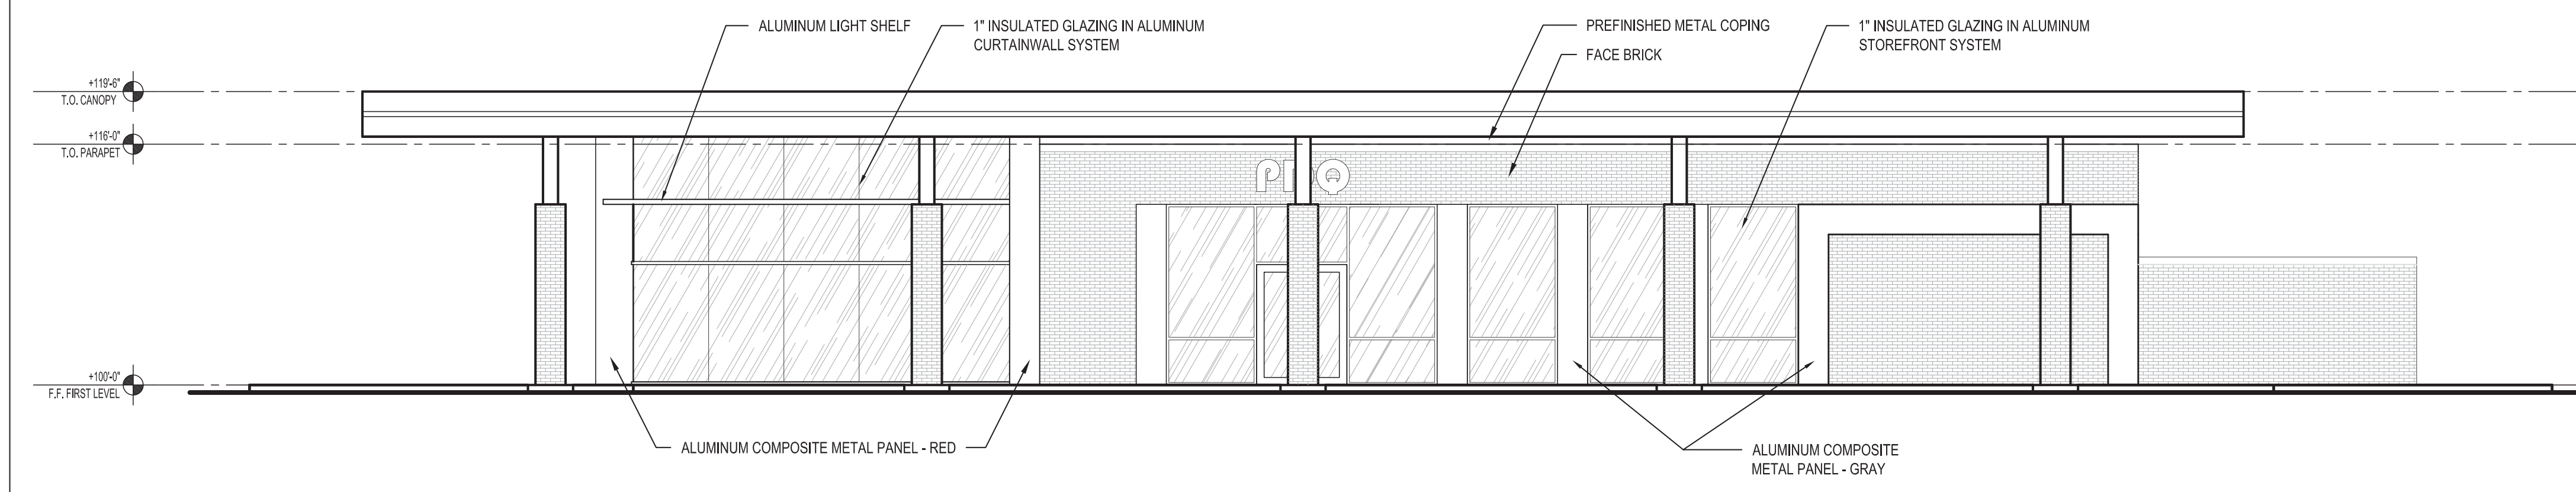 ALUMINUM LIGHT SHELF
1" INSULATED GLAZING IN ALUMINUM
CURTAINWALL SYSTEM
PREFINISHED METAL COPING
FACE BRICK
1" INSULATED GLAZING IN ALUMINUM
STOREFRONT SYSTEM
+119'-6"
T.O. CANOPY
+116'-0"
T.O. PARAPET
+100'-0"
F.F. FIRST LEVEL
ALUMINUM COMPOSITE METAL PANEL - RED
ALUMINUM COMPOSITE
METAL PANEL - GRAY